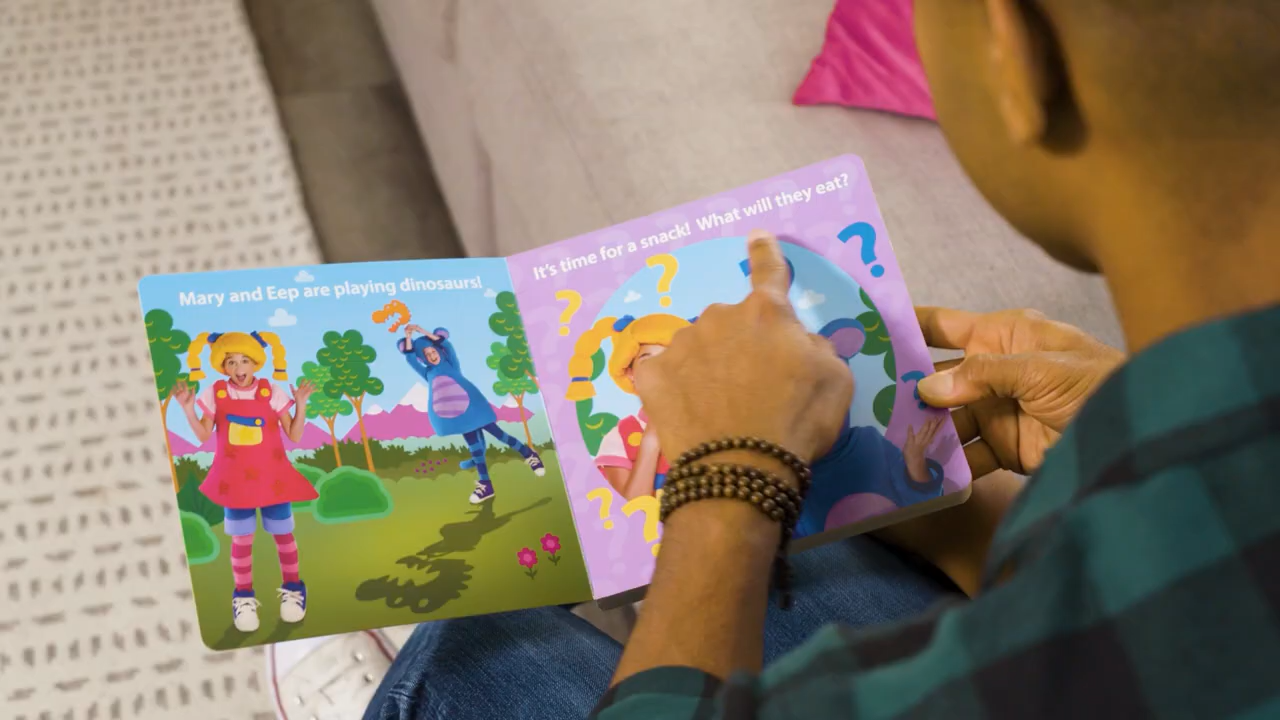 Mary and Eep are playing dinosaurs!
It's time for a snack! What will they eat?
? ? ? ? ? ?